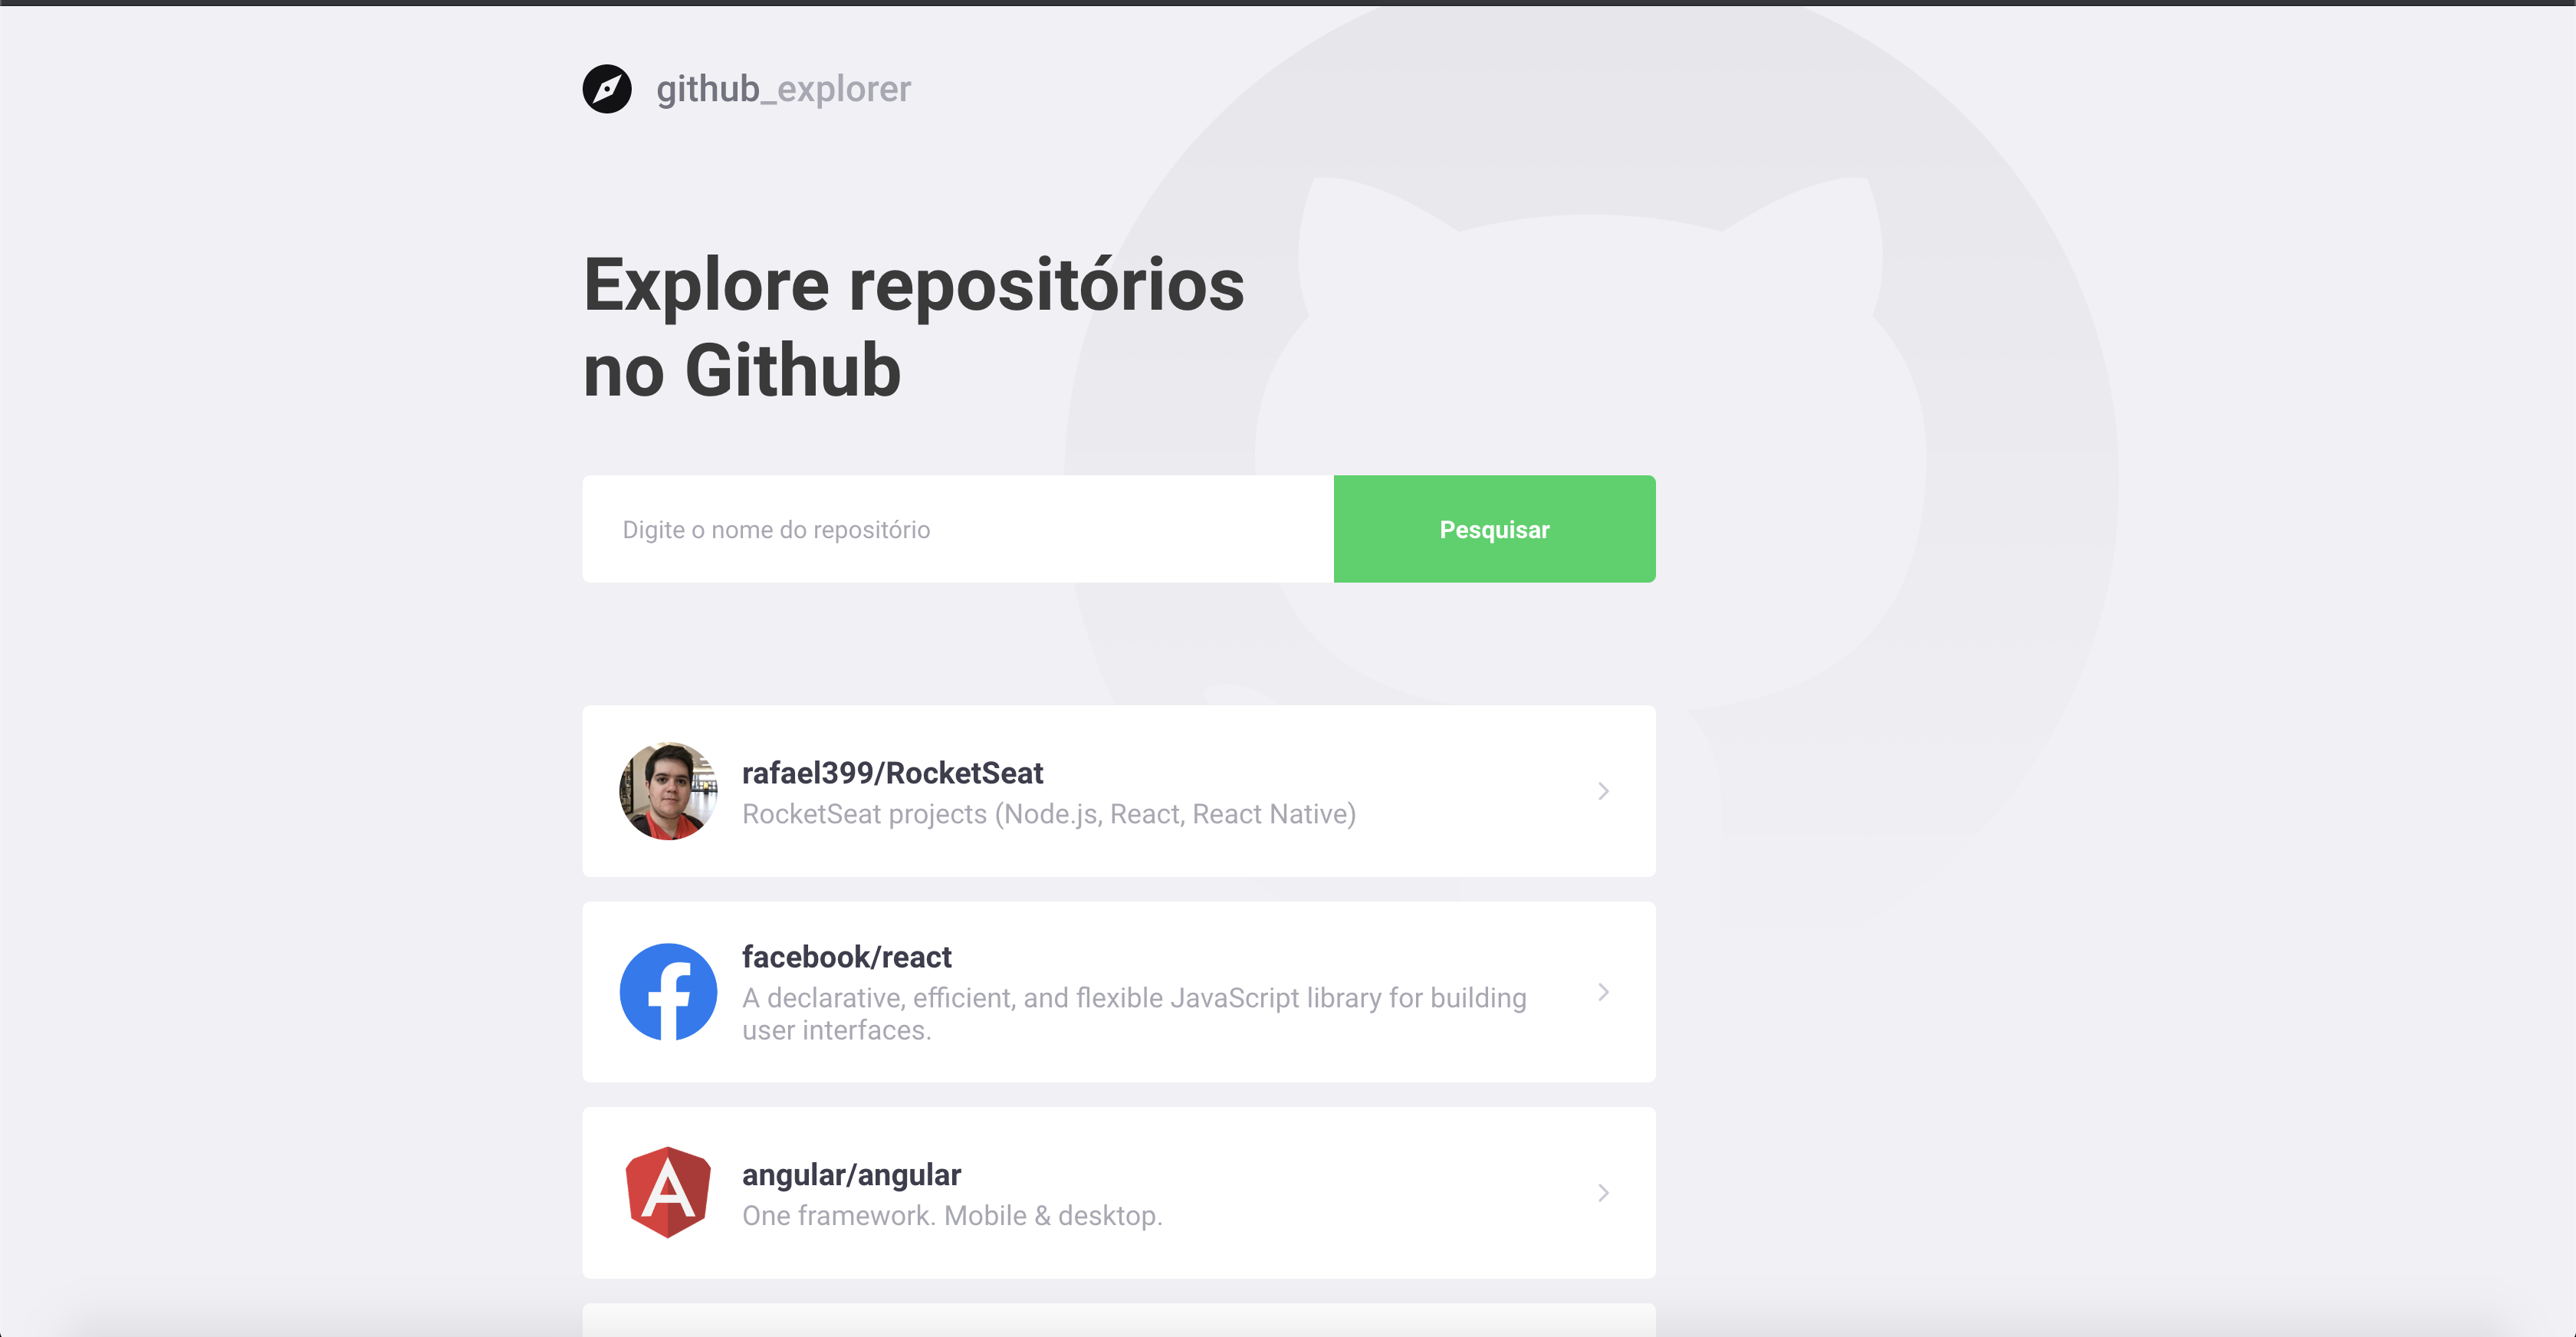 github_explorer
Explore repositórios
no Github
Digite o nome do repositório
Pesquisar
rafael399/RocketSeat
RocketSeat projects (Node.js, React, React Native)
facebook/react
A declarative, efficient, and flexible JavaScript library for building
user interfaces.
angular/angular
One framework. Mobile & desktop.